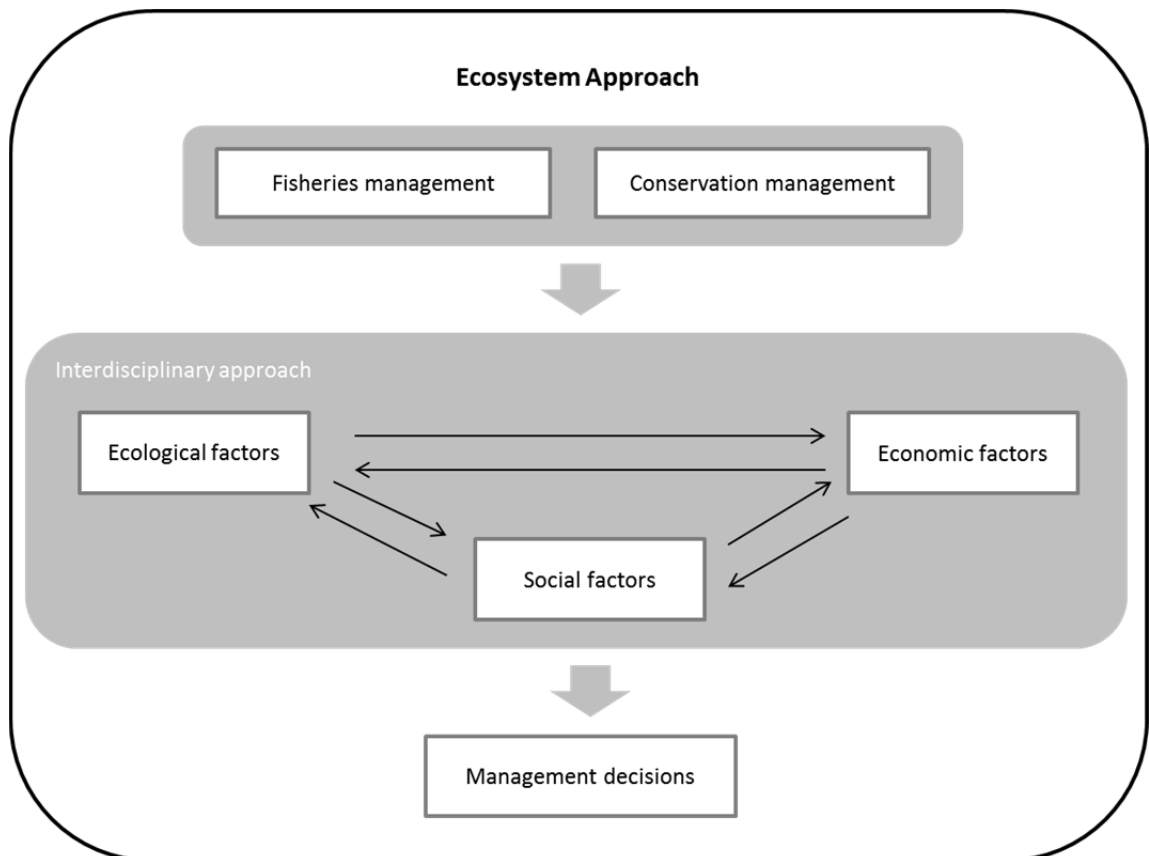 Ecosystem Approach
Fisheries management
Conservation management
Interdisciplinary approach
Ecological factors
Economic factors
Social factors
Management decisions